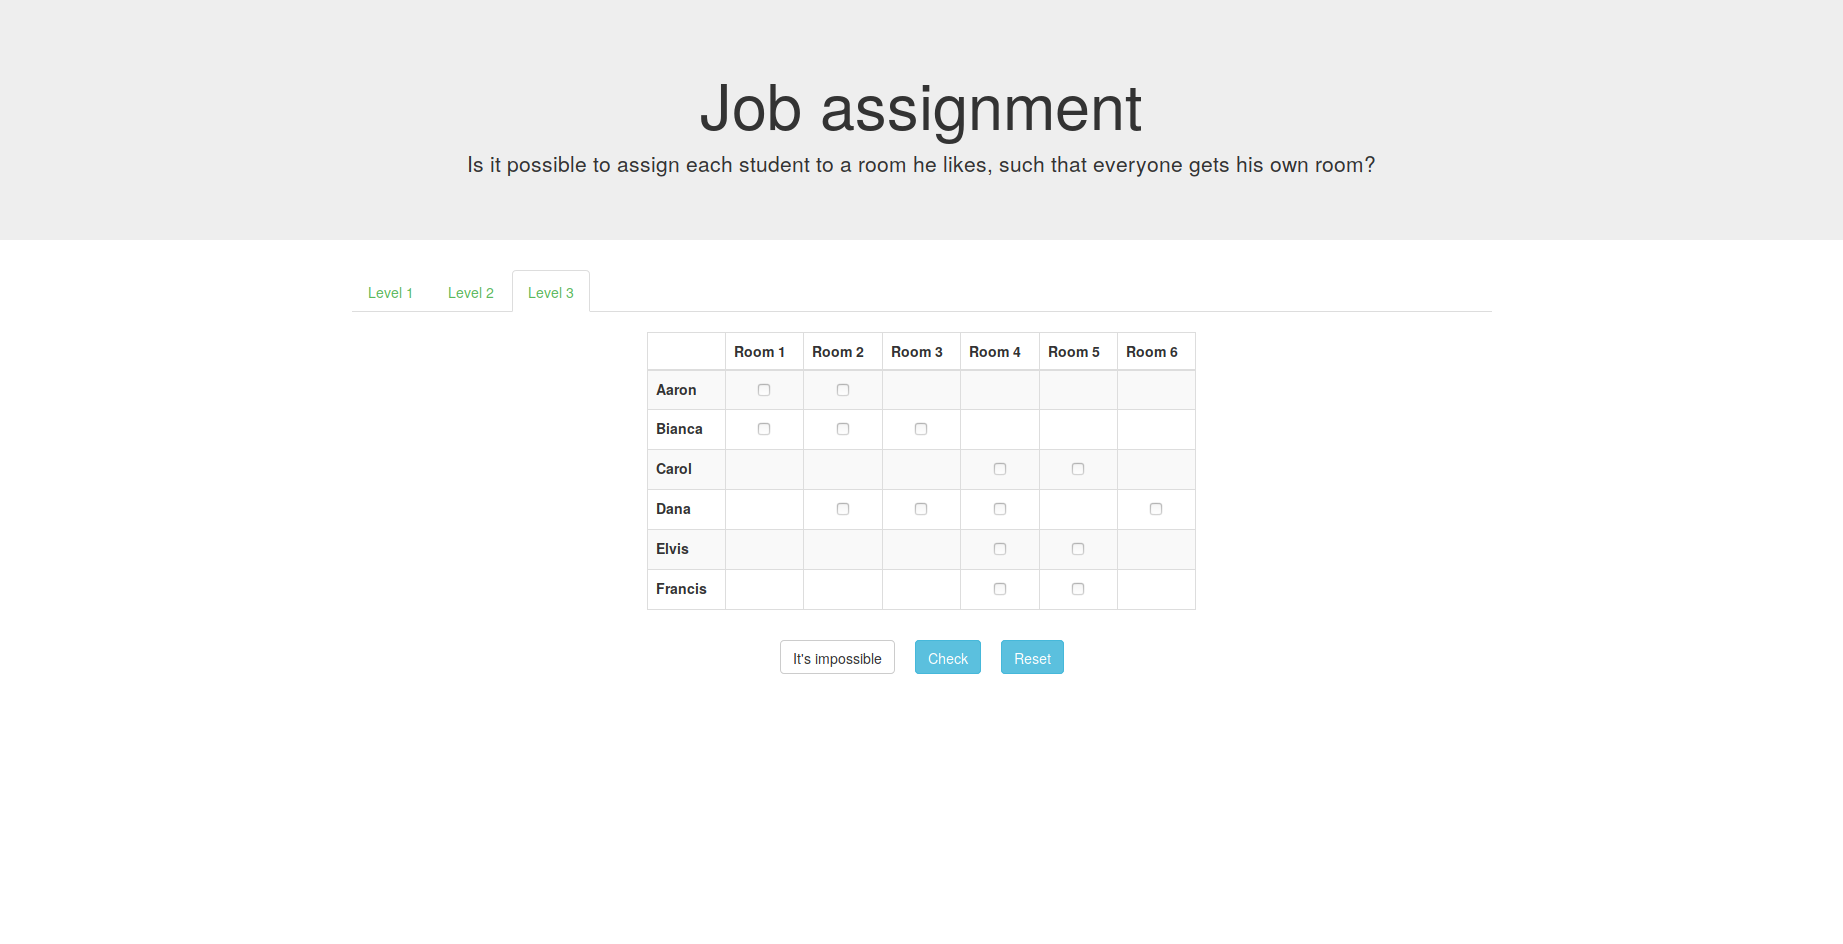 Job assignment
Is it possible to assign each student to a room he likes, such that everyone gets his own room?
Level 1 Level 2 Level 3
Room 1 Room 2 Room 3 Room 4 Room 5 Room 6
Aaron
Bianca
Carol
Dana
Elvis
Francis
It's impossible Check Reset